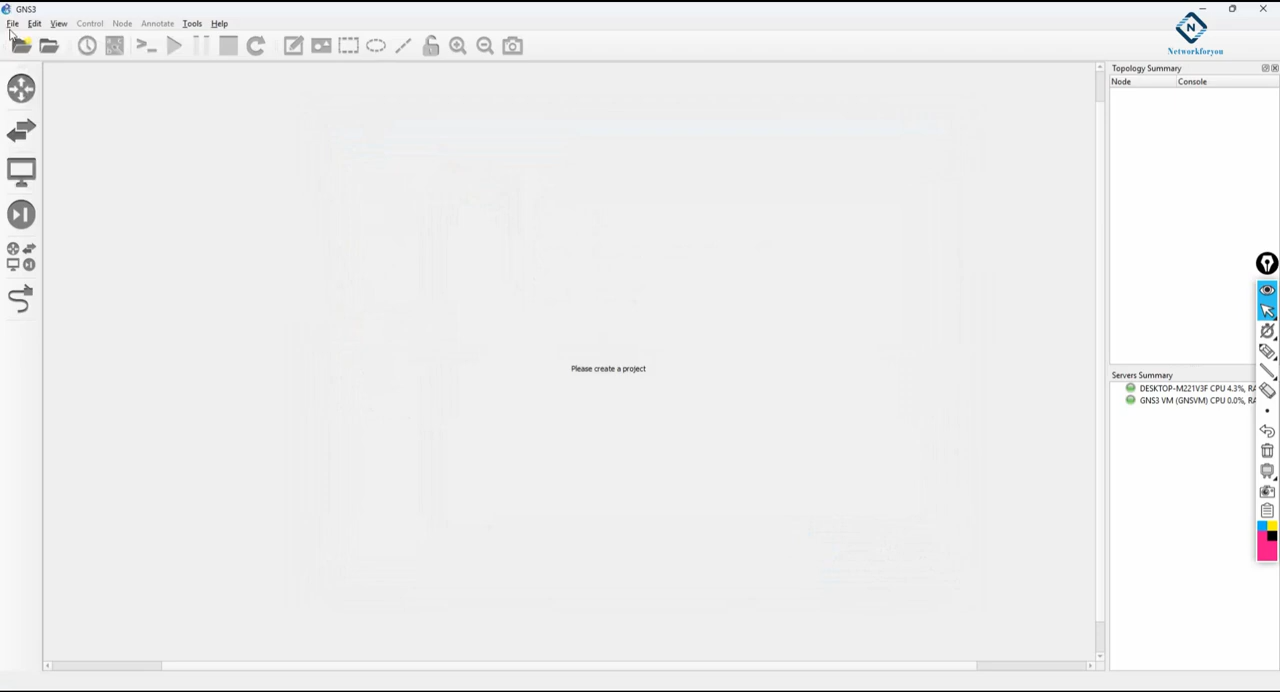 GNS3
File Edit View Control Node Annotate Tools Help
N
Networkforyou
Topology Summary
Node Console
Please create a project
Servers Summary
DESKTOP-M221V3F CPU 4.3%, RA
GNS3 VM (GNSVM) CPU 0.0%, RA